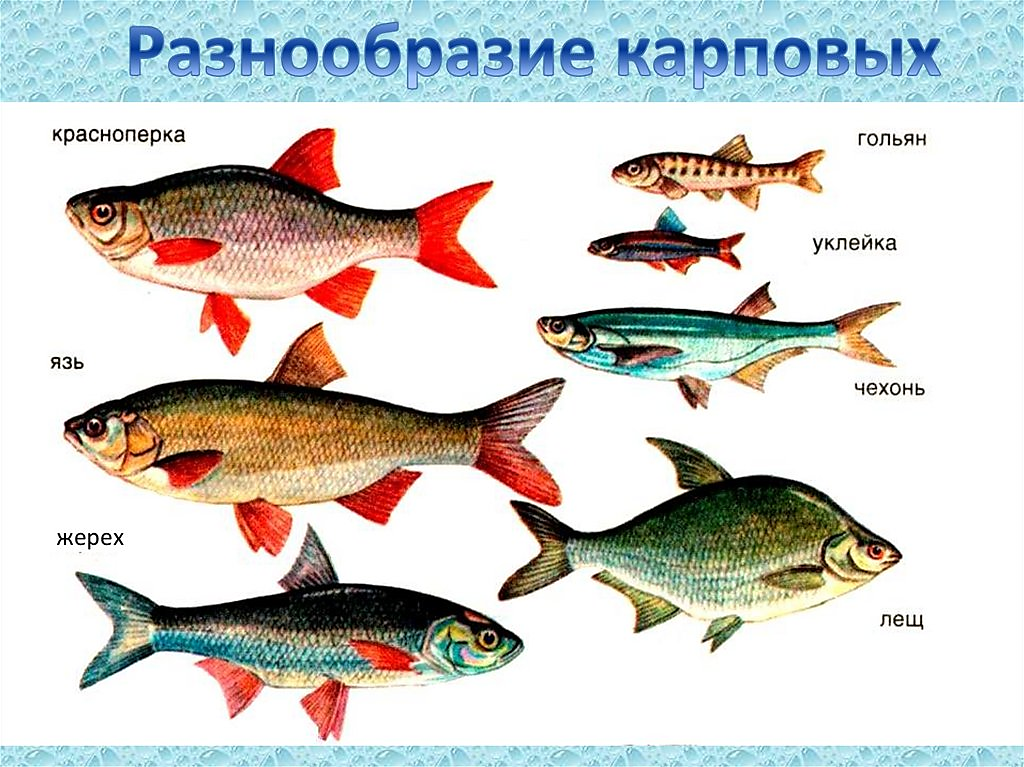 Разнообразие карповых
красноперка
гольян
уклейка
язь
чехонь
жерех
лещ